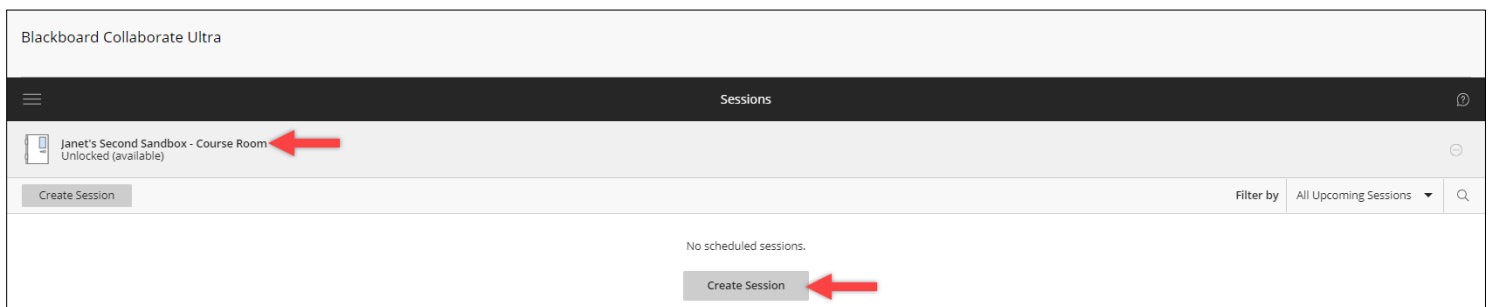 Blackboard Collaborate Ultra
Sessions
Janet's Second Sandbox - Course Room
Unlocked (available)
Create Session
Filter by All Upcoming Sessions
No scheduled sessions.
Create Session